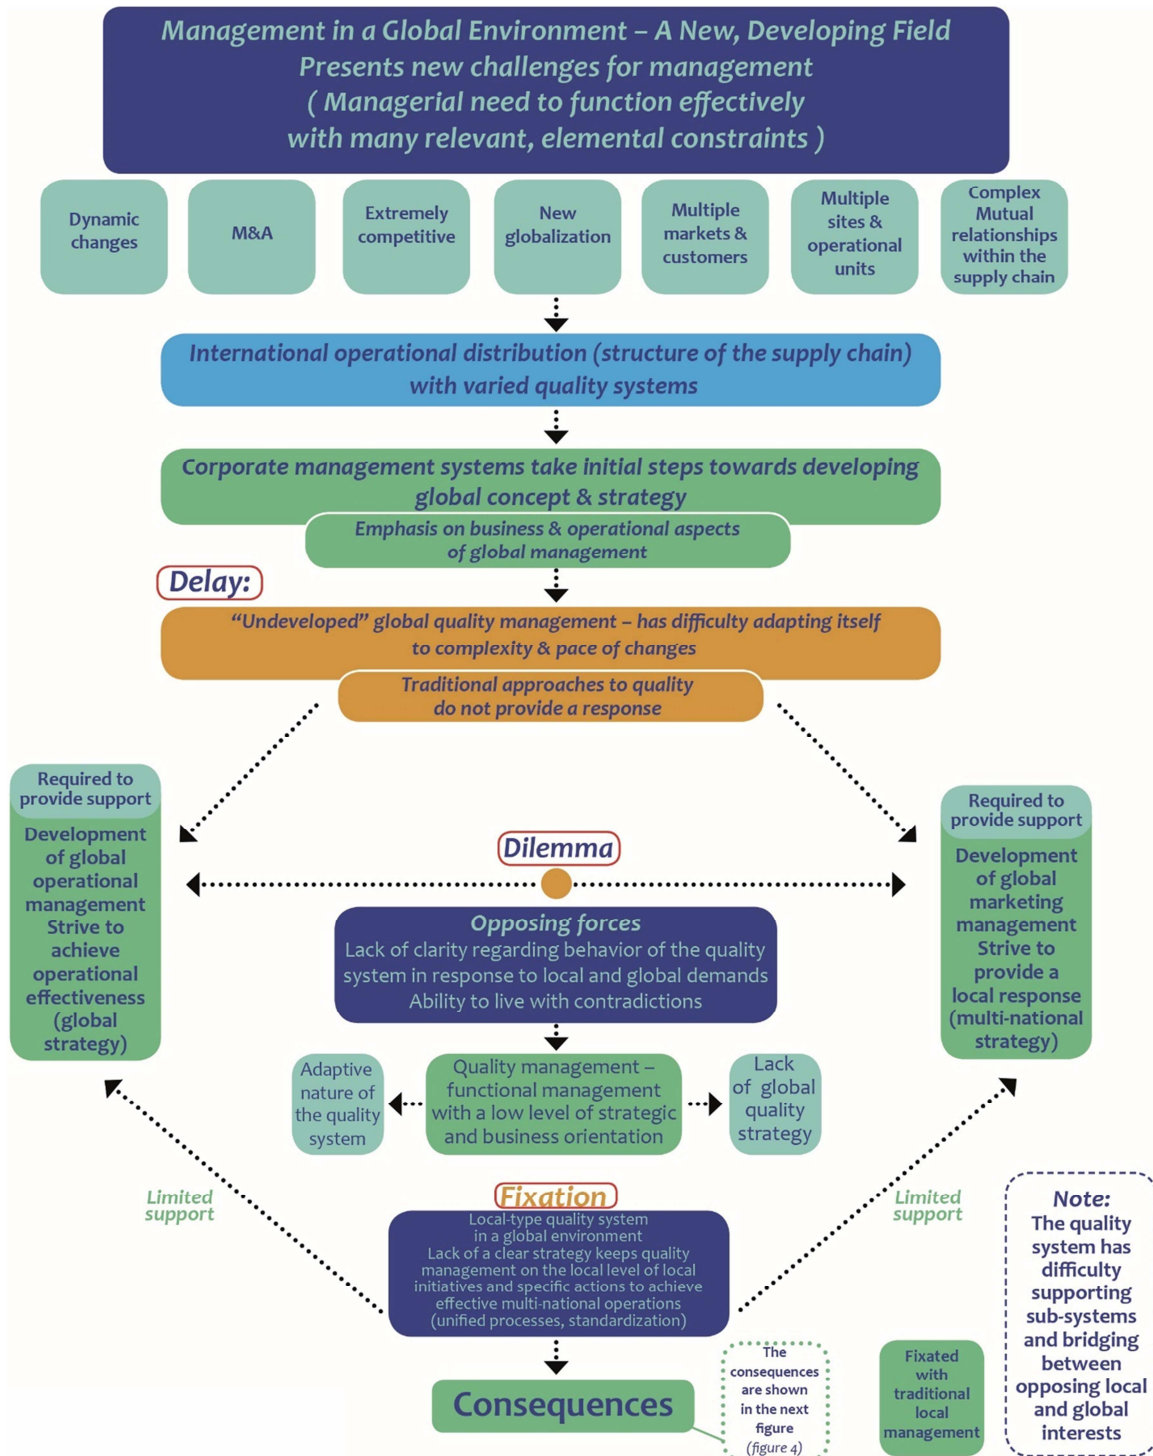 Management in a Global Environment – A New, Developing Field
Presents new challenges for management
( Managerial need to function effectively
with many relevant, elemental constraints )
Dynamic
changes
M&A
Extremely
competitive
New
globalization
Multiple
markets &
customers
Multiple
sites &
operational
units
Complex
Mutual
relationships
within the
supply chain
International operational distribution (structure of the supply chain)
with varied quality systems
Corporate management systems take initial steps towards developing
global concept & strategy
Emphasis on business & operational aspects
of global management
Delay:
“Undeveloped” global quality management – has difficulty adapting itself
to complexity & pace of changes
Traditional approaches to quality
do not provide a response
Required to
provide support
Development
of global
operational
management
Strive to
achieve
operational
effectiveness
(global
strategy)
Required to
provide support
Development
of global
marketing
management
Strive to
provide a
local response
(multi-national
strategy)
Dilemma
Opposing forces
Lack of clarity regarding behavior of the quality
system in response to local and global demands
Ability to live with contradictions
Adaptive
nature of
the quality
system
Quality management –
functional management
with a low level of strategic
and business orientation
Lack
of global
quality
strategy
Limited
support
Fixation
Local-type quality system
in a global environment
Lack of a clear strategy keeps quality
management on the local level of local
initiatives and specific actions to achieve
effective multi-national operations
(unified processes, standardization)
Limited
support
Note:
The quality
system has
difficulty
supporting
sub-systems
and bridging
between
opposing local
and global
interests
Consequences
The
consequences
are shown
in the next
figure
(figure 4)
Fixated
with
traditional
local
management